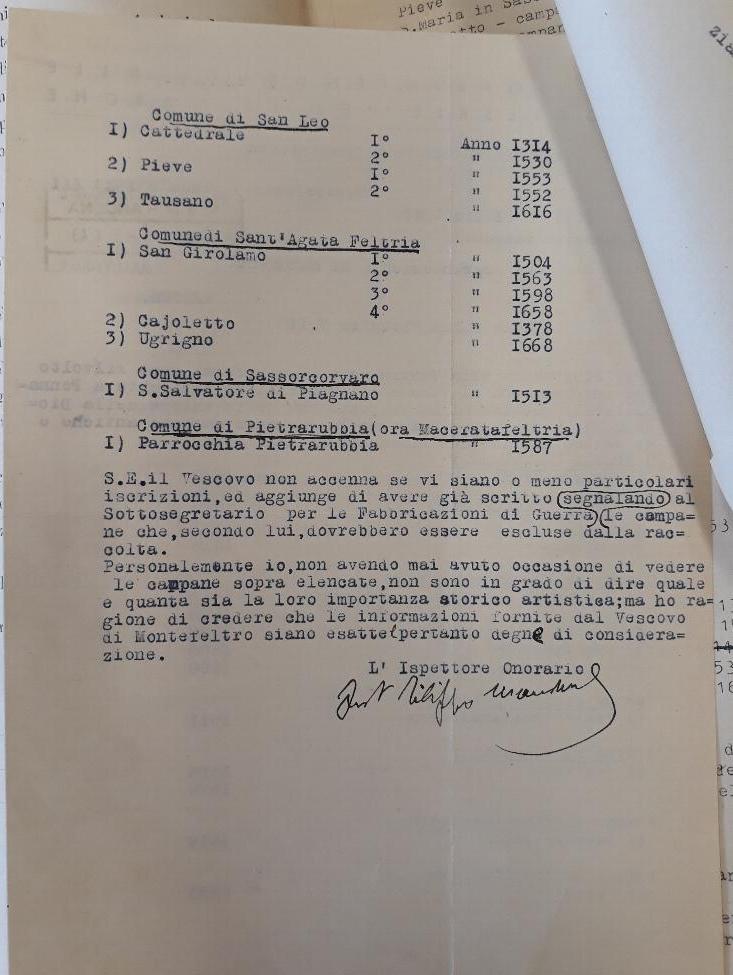 Pieve
Comune di San Leo
I) Cattedrale I° Anno I3I4
2° " I530
2) Pieve I° " I553
2° " I552
3) Tausano " I6I6
Comunedi Sant'Agata Feltria
I) San Girolamo I° " I504
2° " I563
3° " I598
4° " I658
2) Cajoletto " I378
3) Ugrigno " I668
Comune di Sassorcorvaro
I) S.Salvatore di Piagnano " I5I3
Comune di Pietrarubbia(ora Maceratafeltria)
I) Parrocchia Pietrarubbia " I587
S.E.il Vescovo non accenna se vi siano o meno particolari
iscrizioni,ed aggiunge di avere già scritto (segnalando) al
Sottosegretario per le Faboricazioni di Guerra (le campa=
ne che,secondo lui,dovrebbero essere escluse dalla rac=
colta.
Personalemente io,non avendo mai avuto occasione di vedere
le campane sopra elencate,non sono in grado di dire quale
e quanta sia la loro importanza storico artistica;ma ho ra=
gione di credere che le informazioni fornite dal Vescovo
di Montefeltro siano esatte(pertanto degne di considera=
zione.
L' Ispettore Onorario
Filippo